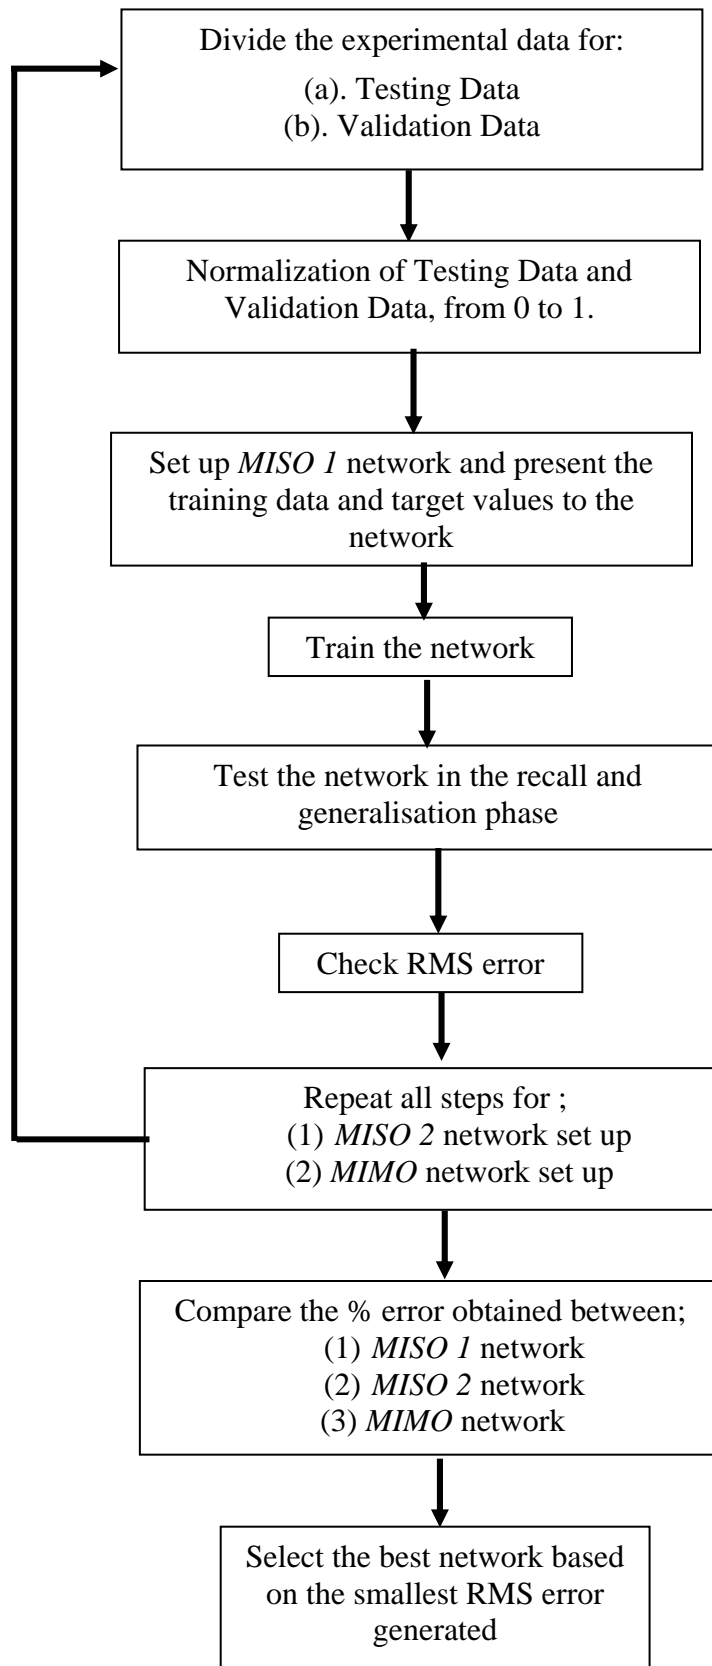 Divide the experimental data for:
(a). Testing Data
(b). Validation Data
Normalization of Testing Data and
Validation Data, from 0 to 1.
Set up MISO 1 network and present the
training data and target values to the
network
Train the network
Test the network in the recall and
generalisation phase
Check RMS error
Repeat all steps for ;
(1) MISO 2 network set up
(2) MIMO network set up
Compare the % error obtained between;
(1) MISO 1 network
(2) MISO 2 network
(3) MIMO network
Select the best network based
on the smallest RMS error
generated